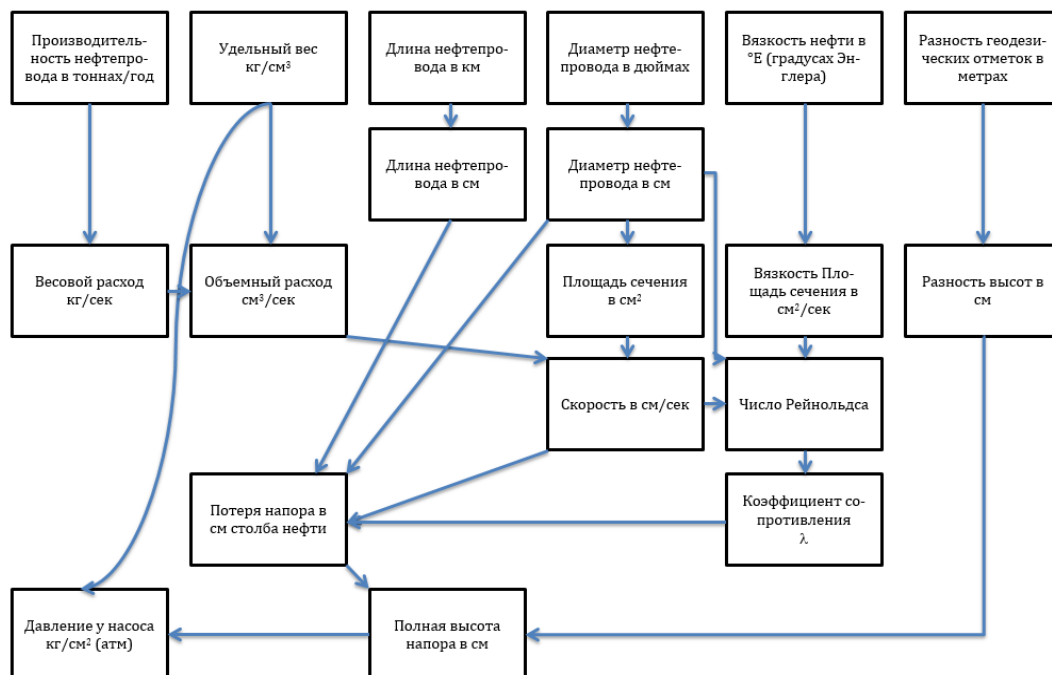 Производитель-
ность нефтепро-
вода в тоннах/год
Удельный вес
кг/см³
Длина нефтепро-
вода в км
Диаметр нефте-
провода в дюймах
Вязкость нефти в
°Е (градусах Эн-
глера)
Разность геодези-
ческих отметок в
метрах
Длина нефтепро-
вода в см
Диаметр нефте-
провода в см
Весовой расход
кг/сек
Объемный расход
см³/сек
Площадь сечения
в см²
Вязкость Пло-
щадь сечения в
см²/сек
Разность высот в
см
Скорость в см/сек
Число Рейнольдса
Потеря напора в
см столба нефти
Коэффициент со-
противления
λ
Давление у насоса
кг/см² (атм)
Полная высота
напора в см